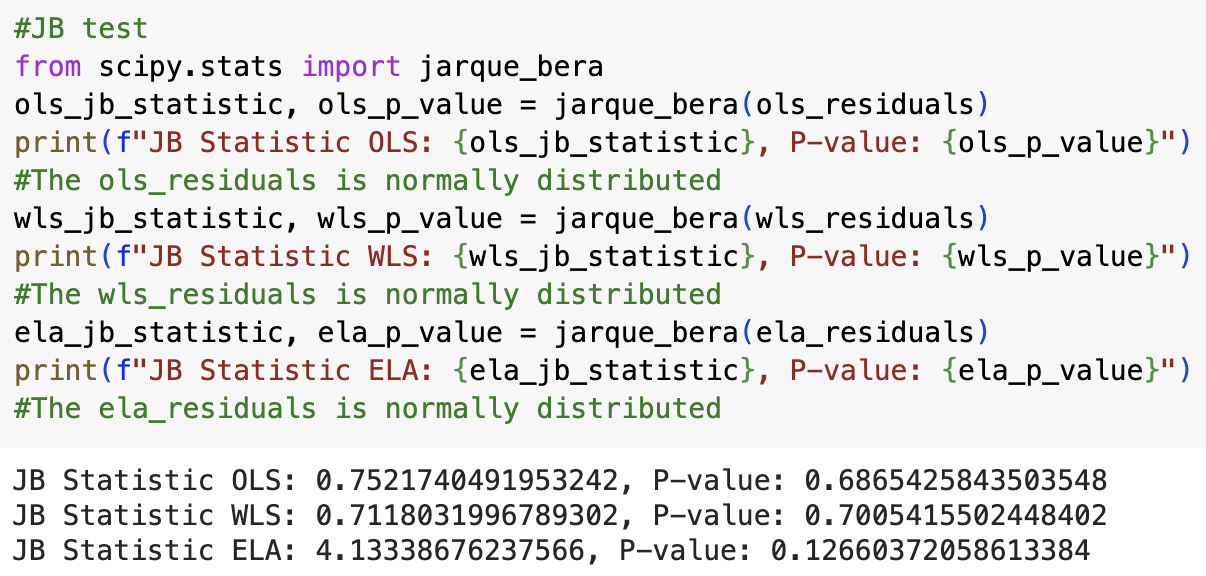 #JB test
from scipy.stats import jarque_bera
ols_jb_statistic, ols_p_value = jarque_bera(ols_residuals)
print(f"JB Statistic OLS: {ols_jb_statistic}, P-value: {ols_p_value}")
#The ols_residuals is normally distributed
wls_jb_statistic, wls_p_value = jarque_bera(wls_residuals)
print(f"JB Statistic WLS: {wls_jb_statistic}, P-value: {wls_p_value}")
#The wls_residuals is normally distributed
ela_jb_statistic, ela_p_value = jarque_bera(ela_residuals)
print(f"JB Statistic ELA: {ela_jb_statistic}, P-value: {ela_p_value}")
#The ela_residuals is normally distributed
JB Statistic OLS: 0.7521740491953242, P-value: 0.6865425843503548
JB Statistic WLS: 0.7118031996789302, P-value: 0.7005415502448402
JB Statistic ELA: 4.13338676237566, P-value: 0.12660372058613384